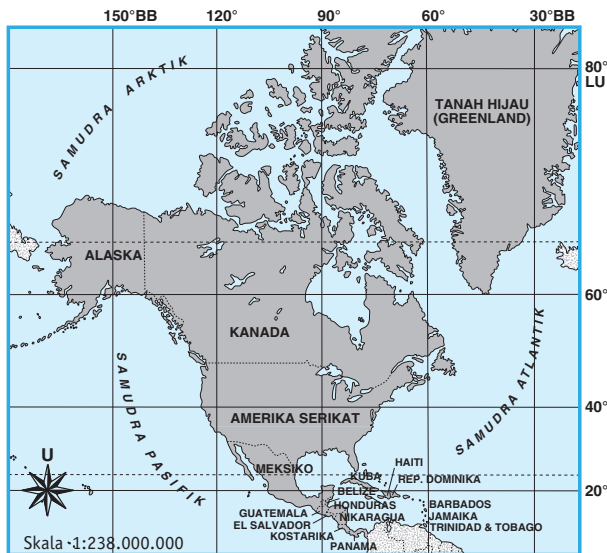 150°BB 120° 90° 60° 30°BB
80°
LU
SAMUDRA ARKTIK
TANAH HIJAU
(GREENLAND)
ALASKA
60°
KANADA
SAMUDRA PASIFIK
SAMUDRA ATLANTIK
40°
AMERIKA SERIKAT
U
MEKSIKO
HAITI
KUBA
REP. DOMINIKA
BELIZE
20°
HONDURAS
BARBADOS
GUATEMALA
NIKARAGUA
JAMAIKA
EL SALVADOR
TRINIDAD & TOBAGO
KOSTARIKA
PANAMA
Skala 1:238.000.000